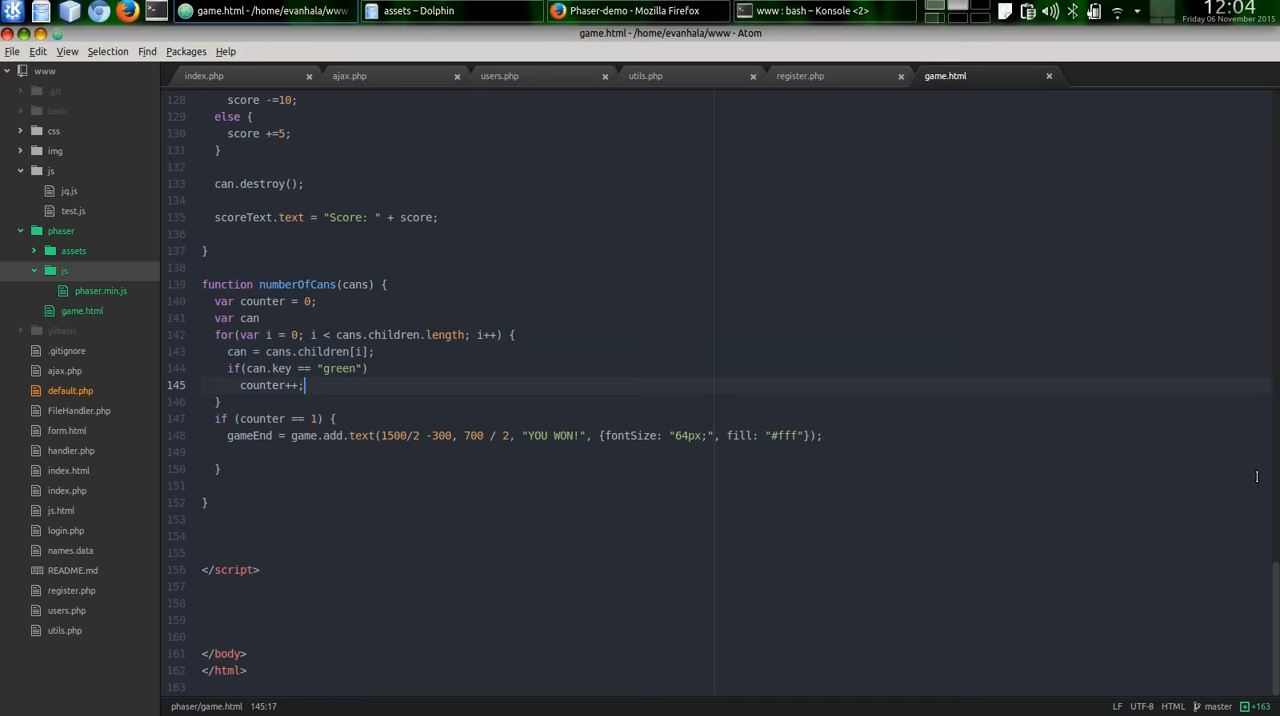 game.html - /home/evanhala/www...
assets – Dolphin
Phaser-demo - Mozilla Firefox
www : bash – Konsole <2>
12:04
Friday 06 November 2015
game.html - /home/evanhala/www - Atom
File Edit View Selection Find Packages Help
www
index.php
ajax.php
users.php
utils.php
register.php
game.html
.git
basic
css
img
js
jq.js
test.js
phaser
assets
js
phaser.min.js
game.html
yiibasic
.gitignore
ajax.php
default.php
FileHandler.php
form.html
handler.php
index.html
index.php
js.html
login.php
names.data
README.md
register.php
users.php
utils.php
128 score -=10;
129 else {
130 score +=5;
131 }
132
133 can.destroy();
134
135 scoreText.text = "Score: " + score;
136
137 }
138
139 function numberOfCans(cans) {
140 var counter = 0;
141 var can
142 for(var i = 0; i < cans.children.length; i++) {
143 can = cans.children[i];
144 if(can.key == "green")
145 counter++;
146 }
147 if (counter == 1) {
148 gameEnd = game.add.text(1500/2 -300, 700 / 2, "YOU WON!", {fontSize: "64px;", fill: "#fff"});
149
150 }
151
152 }
153
154
155
156 </script>
157
158
159
160
161 </body>
162 </html>
163
phaser/game.html 145:17
LF UTF-8 HTML master +163